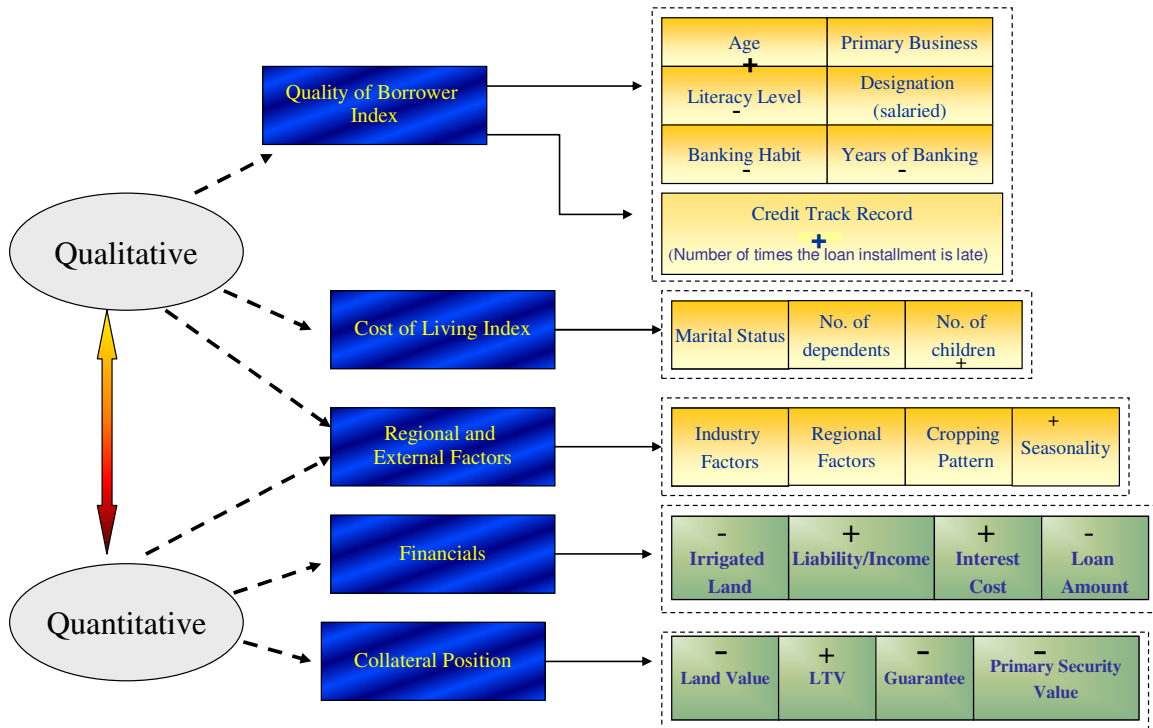 Age
+
Primary Business
Quality of Borrower
Index
Literacy Level
-
Designation
(salaried)
Banking Habit
-
Years of Banking
-
Credit Track Record
+
(Number of times the loan installment is late)
Qualitative
Cost of Living Index
Marital Status
No. of
dependents
No. of
children
+
Regional and
External Factors
Industry
Factors
Regional
Factors
Cropping
Pattern
+
Seasonality
Financials
-
Irrigated
Land
+
Liability/Income
+
Interest
Cost
-
Loan
Amount
Quantitative
Collateral Position
-
Land Value
+
LTV
-
Guarantee
-
Primary Security
Value